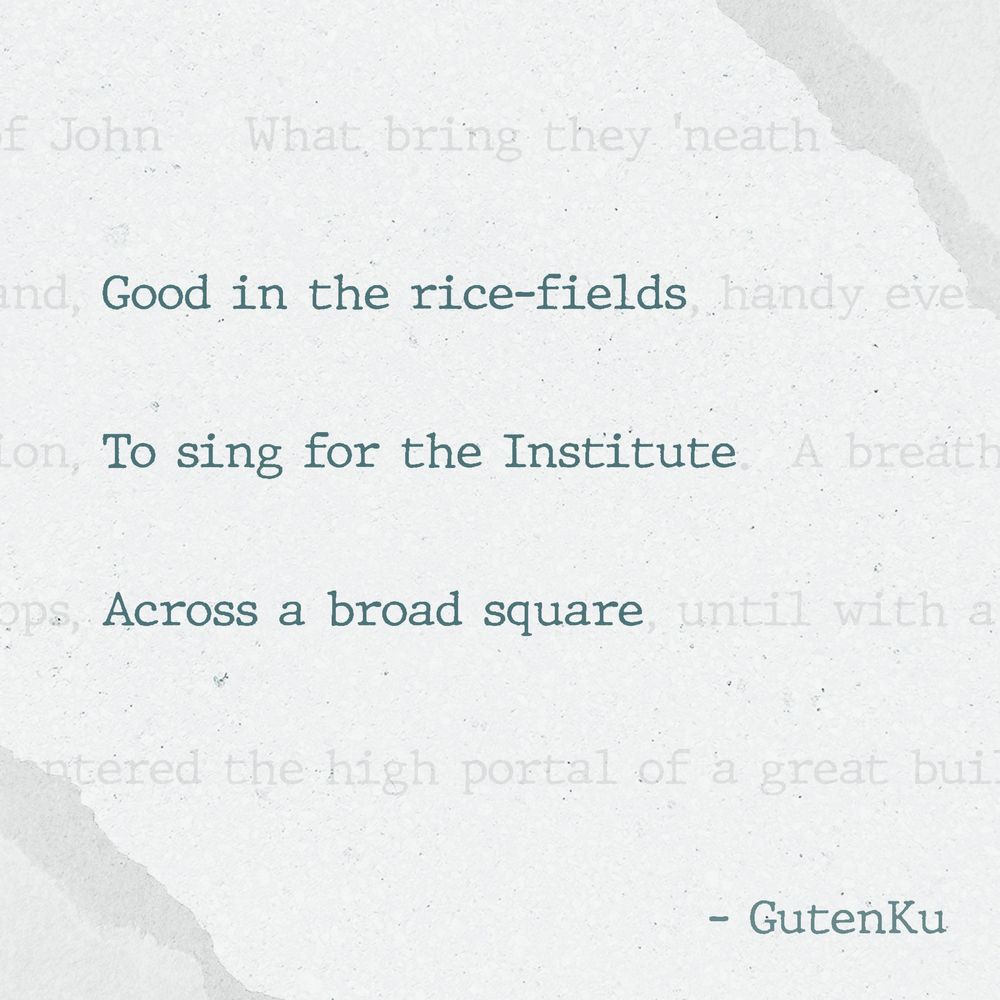 of John What bring they 'neath
and, Good in the rice-fields, handy eve
ion, To sing for the Institute. A breath
ops, Across a broad square, until with a
ntered the high portal of a great buil
- GutenKu